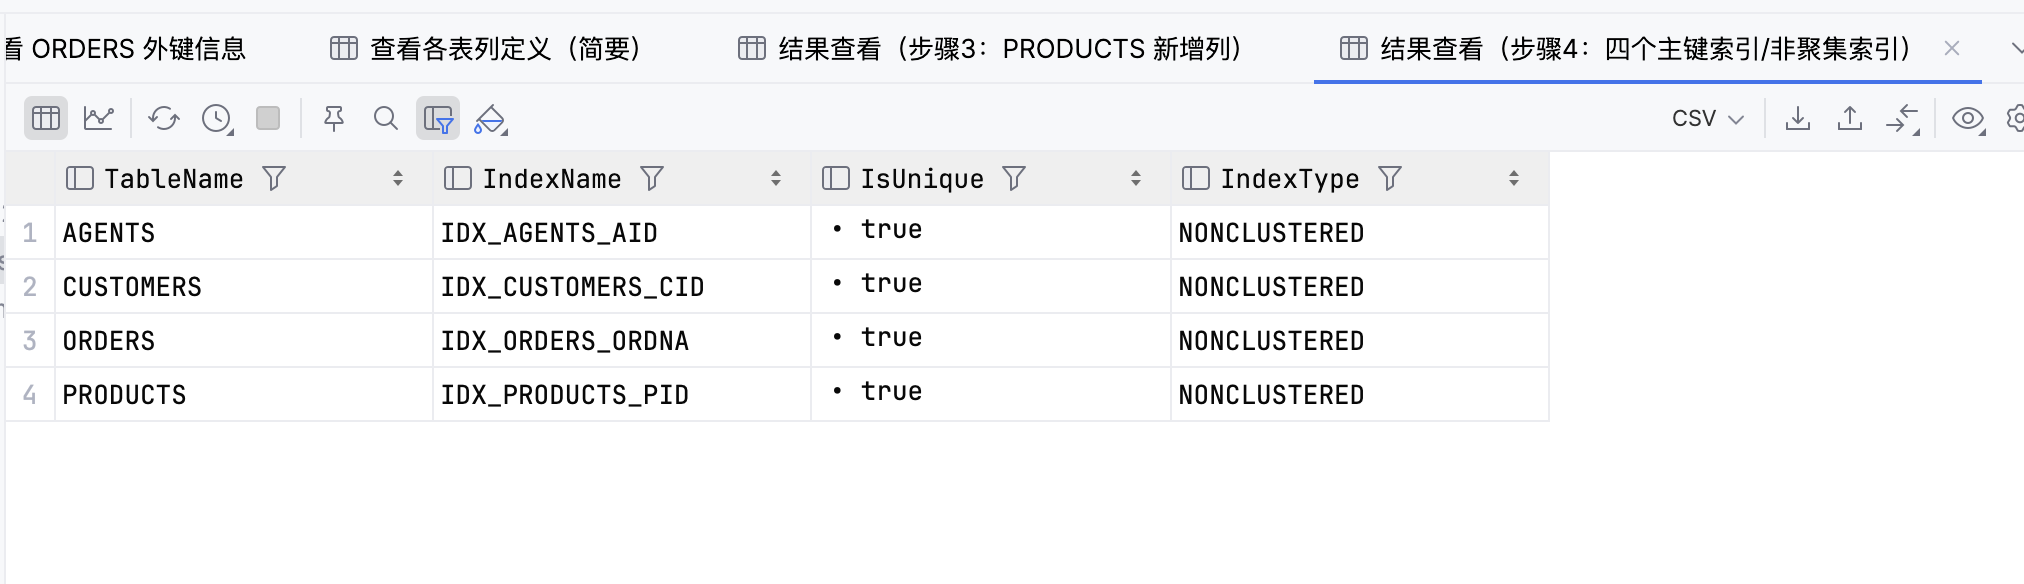 看 ORDERS 外键信息 查看各表列定义（简要） 结果查看（步骤3：PRODUCTS 新增列） 结果查看（步骤4：四个主键索引/非聚集索引）
CSV
TableName IndexName IsUnique IndexType
1 AGENTS IDX_AGENTS_AID • true NONCLUSTERED
2 CUSTOMERS IDX_CUSTOMERS_CID • true NONCLUSTERED
3 ORDERS IDX_ORDERS_ORDNA • true NONCLUSTERED
4 PRODUCTS IDX_PRODUCTS_PID • true NONCLUSTERED